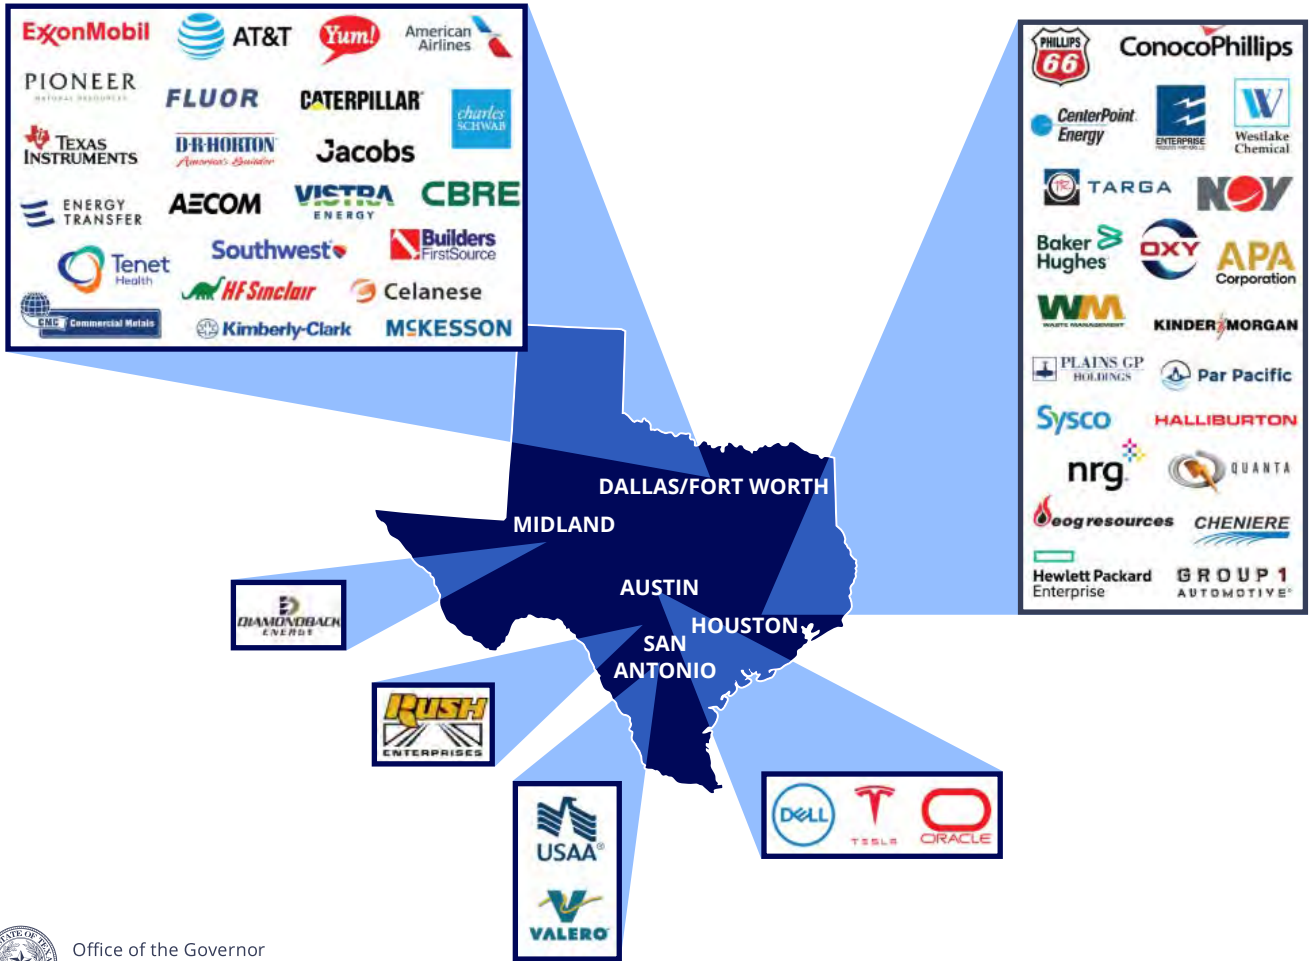 ExxonMobil
AT&T
Yum!
American
Airlines
PIONEER
NATURAL RESOURCES
FLUOR
CATERPILLAR
charles
SCHWAB
TEXAS
INSTRUMENTS
D·R·HORTON
America's Builder
Jacobs
ENERGY
TRANSFER
AECOM
VISTRA
ENERGY
CBRE
Tenet
Health
Southwest
Builders
FirstSource
HF Sinclair
Celanese
CMC Commercial Metals
Kimberly-Clark
MCKESSON
PHILLIPS
66
ConocoPhillips
CenterPoint
Energy
ENTERPRISE
W
Westlake
Chemical
TARGA
NOV
Baker
Hughes
OXY
APA
Corporation
WM
WASTE MANAGEMENT
KINDER MORGAN
PLAINS GP
HOLDINGS
Par Pacific
Sysco
HALLIBURTON
nrg
QUANTA
eog resources
CHENIERE
Hewlett Packard
Enterprise
GROUP 1
AUTOMOTIVE®
DALLAS/FORT WORTH
MIDLAND
AUSTIN
HOUSTON
SAN
ANTONIO
DIAMONDBACK
ENERGY
RUSH
ENTERPRISES
USAA®
VALERO
DELL
TESLA
ORACLE
Office of the Governor